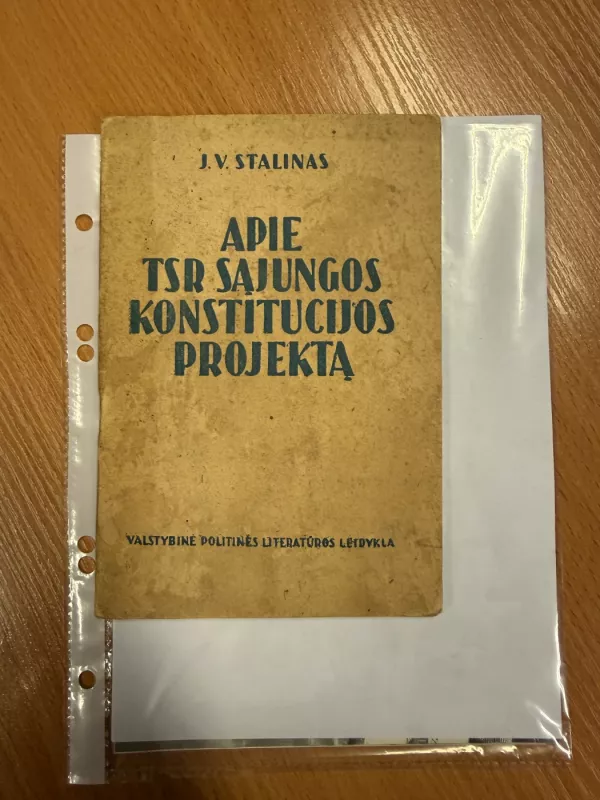 J. V. STALINAS
APIE
TSR SĄJUNGOS
KONSTITUCIJOS
PROJEKTĄ
VALSTYBINĖ POLITINĖS LITERATŪROS LEIDYKLA